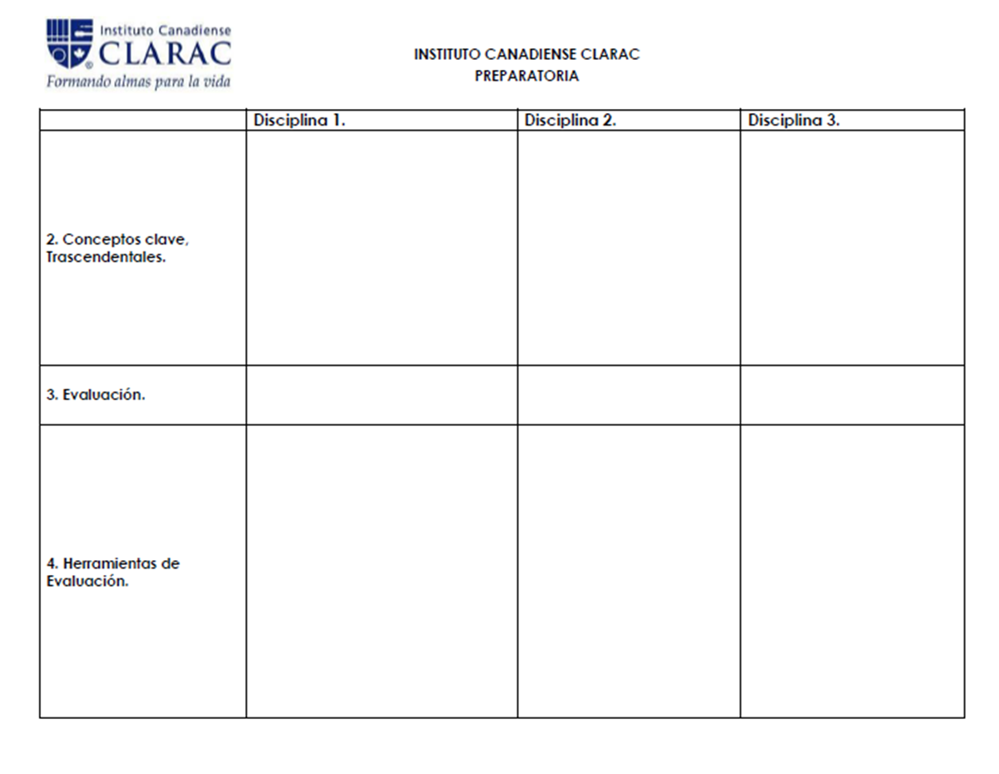 Instituto Canadiense
CLARAC
®
Formando almas para la vida
INSTITUTO CANADIENSE CLARAC
PREPARATORIA
Disciplina 1.
Disciplina 2.
Disciplina 3.
2. Conceptos clave,
Trascendentales.
3. Evaluación.
4. Herramientas de
Evaluación.